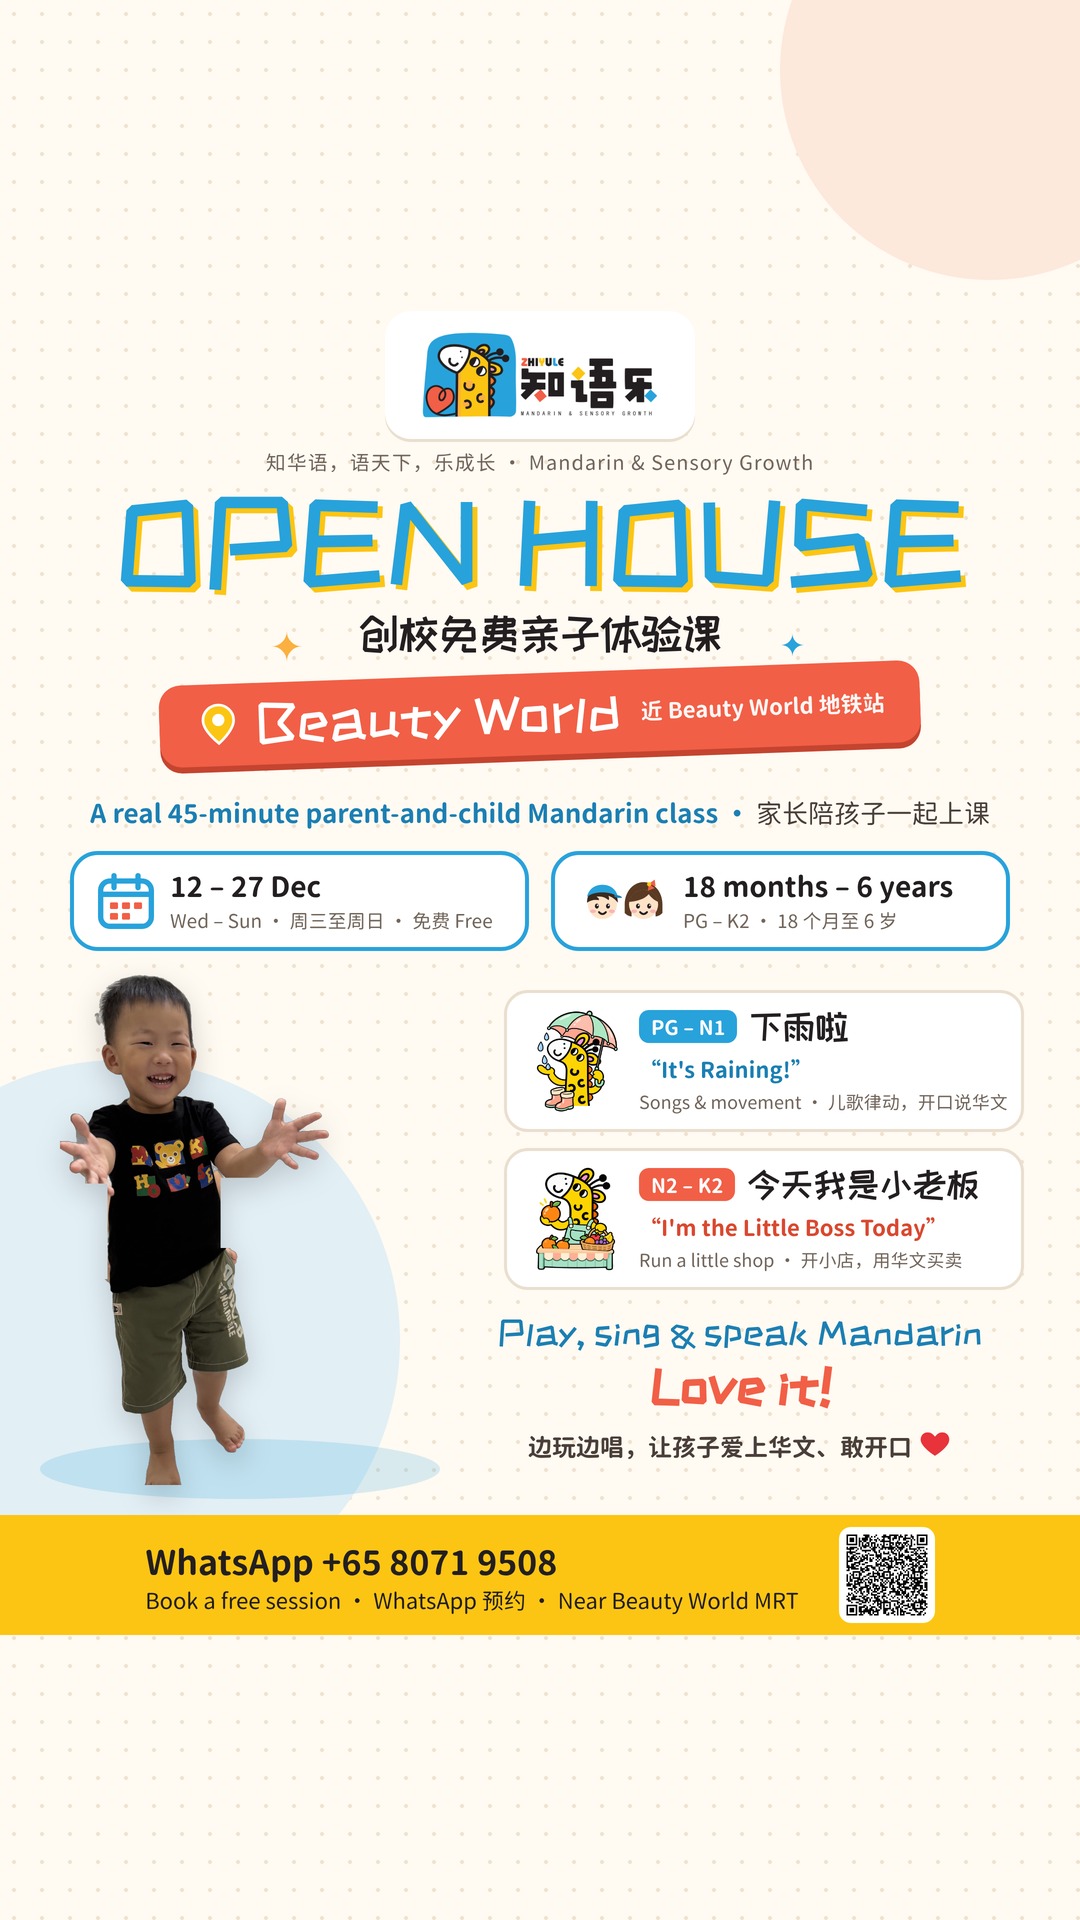 ZHIYULE
知语乐
MANDARIN & SENSORY GROWTH
知华语，语天下，乐成长 · Mandarin & Sensory Growth
OPEN HOUSE
创校免费亲子体验课
Beauty World 近 Beauty World 地铁站
A real 45-minute parent-and-child Mandarin class · 家长陪孩子一起上课
12 – 27 Dec
Wed – Sun · 周三至周日 · 免费 Free
18 months – 6 years
PG – K2 · 18 个月至 6 岁
PG – N1 下雨啦
“It's Raining!”
Songs & movement · 儿歌律动，开口说华文
N2 – K2 今天我是小老板
“I'm the Little Boss Today”
Run a little shop · 开小店，用华文买卖
Play, sing & speak Mandarin
Love it!
边玩边唱，让孩子爱上华文、敢开口
WhatsApp +65 8071 9508
Book a free session · WhatsApp 预约 · Near Beauty World MRT